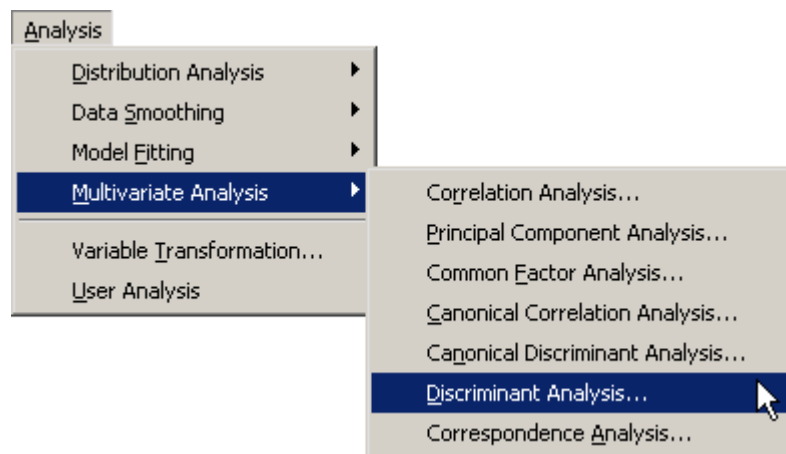 Analysis
Distribution Analysis
Data Smoothing
Model Fitting
Multivariate Analysis
Variable Transformation...
User Analysis
Correlation Analysis...
Principal Component Analysis...
Common Factor Analysis...
Canonical Correlation Analysis...
Canonical Discriminant Analysis...
Discriminant Analysis...
Correspondence Analysis...